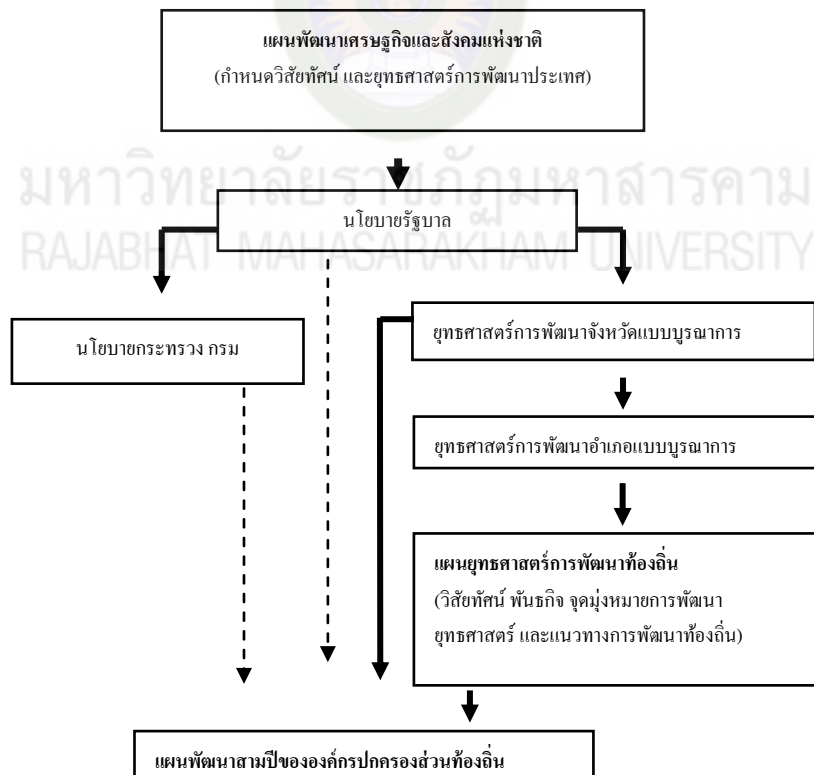 แผนพัฒนาเศรษฐกิจและสังคมแห่งชาติ
(กำหนดวิสัยทัศน์ และยุทธศาสตร์การพัฒนาประเทศ)
มหาวิทยาลัยราชภัฏมหาสารคาม
นโยบายรัฐบาล
RAJABHAT MAHASARAKHAM UNIVERSITY
นโยบายกระทรวง กรม
ยุทธศาสตร์การพัฒนาจังหวัดแบบบูรณาการ
ยุทธศาสตร์การพัฒนาอำเภอแบบบูรณาการ
แผนยุทธศาสตร์การพัฒนาท้องถิ่น
(วิสัยทัศน์ พันธกิจ จุดมุ่งหมายการพัฒนา
ยุทธศาสตร์ และแนวทางการพัฒนาท้องถิ่น)
แผนพัฒนาสามปีขององค์กรปกครองส่วนท้องถิ่น